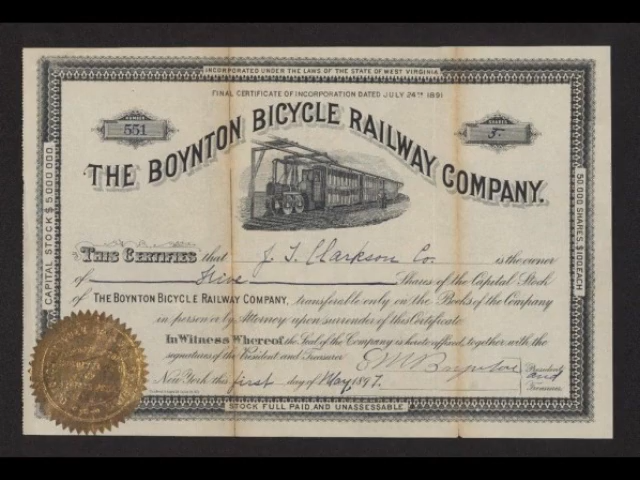 INCORPORATED UNDER THE LAWS OF THE STATE OF WEST VIRGINIA
FINAL CERTIFICATE OF INCORPORATION DATED JULY 24TH 1891
NUMBER
551
SHARES
5
THE BOYNTON BICYCLE RAILWAY COMPANY.
CAPITAL STOCK $5,000,000.
50,000 SHARES, $100 EACH
THIS CERTIFIES that J. T. Clarkson Co. is the owner
of Five Shares of the Capital Stock
of THE BOYNTON BICYCLE RAILWAY COMPANY, transferable only on the Books of the Company
in person or by Attorney upon surrender of this Certificate.
In Witness Whereof the Seal of the Company is hereto affixed, together with the
signatures of the President and Treasurer.
E M Boynton President
and
Treasurer.
New York this first day of May 1897.
STOCK FULL PAID AND UNASSESSABLE